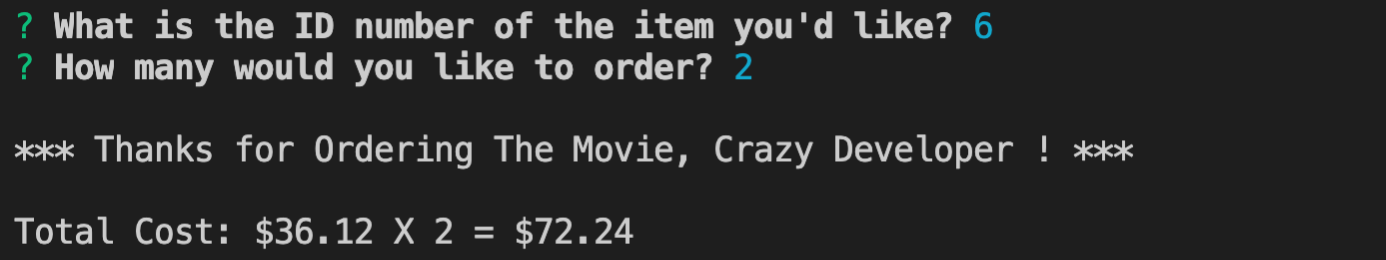 ? What is the ID number of the item you'd like? 6
? How many would you like to order? 2
*** Thanks for Ordering The Movie, Crazy Developer ! ***
Total Cost: $36.12 X 2 = $72.24